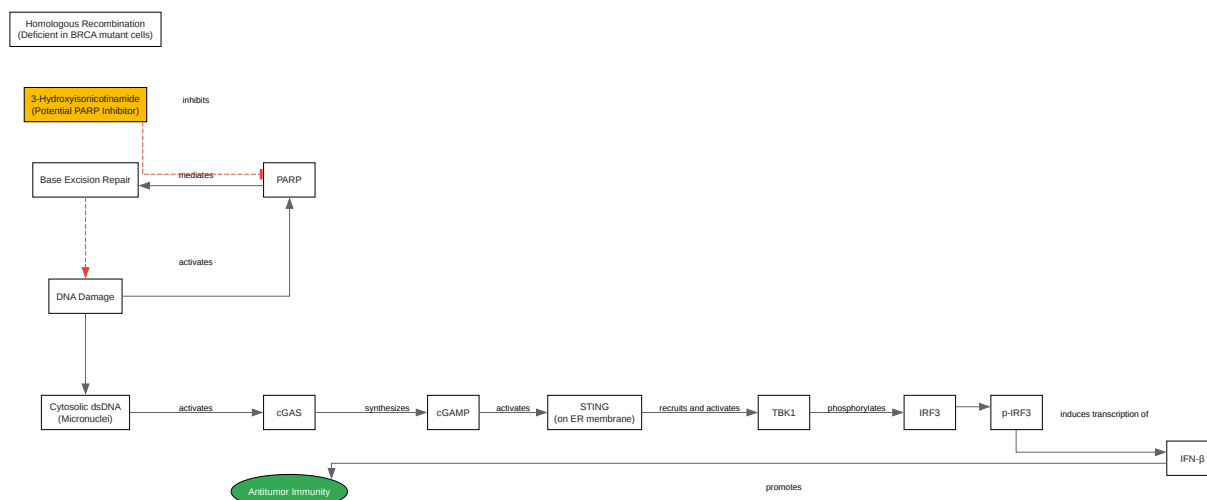 Homologous Recombination
(Deficient in BRCA mutant cells)
3-Hydroxyisonicotinamide
(Potential PARP Inhibitor)
inhibits
Base Excision Repair
mediates
PARP
activates
DNA Damage
Cytosolic dsDNA
(Micronuclei)
activates
cGAS
synthesizes
cGAMP
activates
STING
(on ER membrane)
recruits and activates
TBK1
phosphorylates
IRF3
p-IRF3
induces transcription of
IFN-β
promotes
Antitumor Immunity